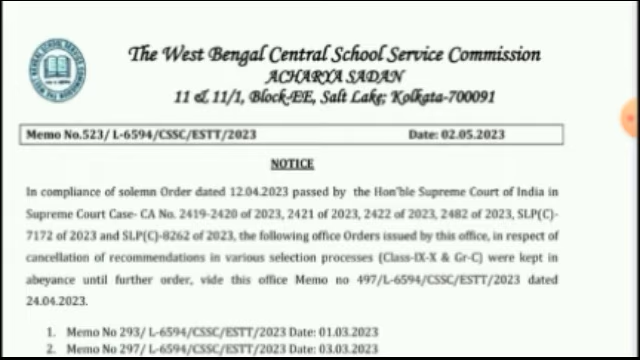 The West Bengal Central School Service Commission
ACHARYA SADAN
11 & 11/1, Block-EE, Salt Lake; Kolkata-700091
Memo No.523/ L-6594/CSSC/ESTT/2023 Date: 02.05.2023
NOTICE
In compliance of solemn Order dated 12.04.2023 passed by the Hon'ble Supreme Court of India in
Supreme Court Case- CA No. 2419-2420 of 2023, 2421 of 2023, 2422 of 2023, 2482 of 2023, SLP(C)-
7172 of 2023 and SLP(C)-8262 of 2023, the following office Orders issued by this office, in respect of
cancellation of recommendations in various selection processes (Class-IX-X & Gr-C) were kept in
abeyance until further order, vide this office Memo no 497/L-6594/CSSC/ESTT/2023 dated
24.04.2023.
1. Memo No 293/ L-6594/CSSC/ESTT/2023 Date: 01.03.2023
2. Memo No 297/ L-6594/CSSC/ESTT/2023 Date: 03.03.2023